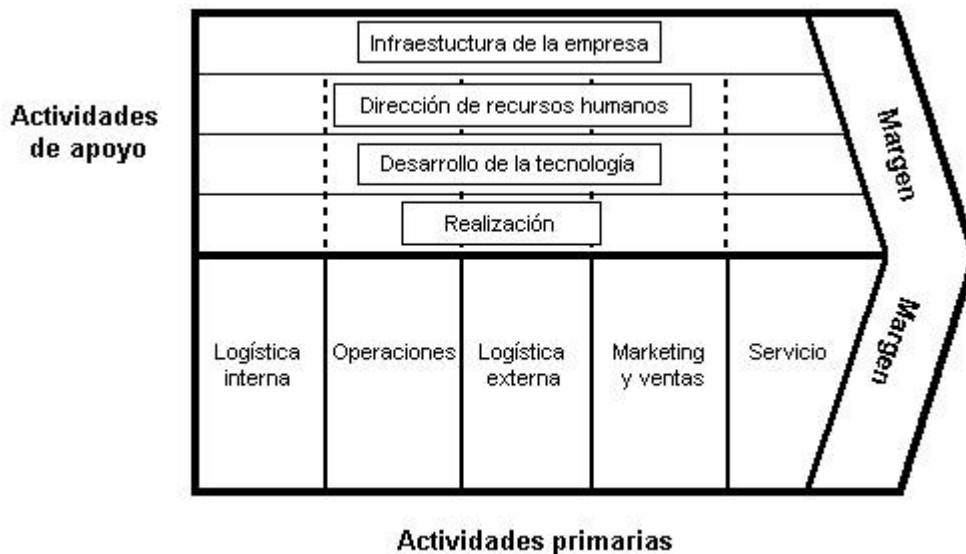 Infraestuctura de la empresa
Dirección de recursos humanos
Actividades
de apoyo
Desarrollo de la tecnología
Realización
Margen
Margen
Logística
interna
Operaciones
Logística
externa
Marketing
y ventas
Servicio
Actividades primarias